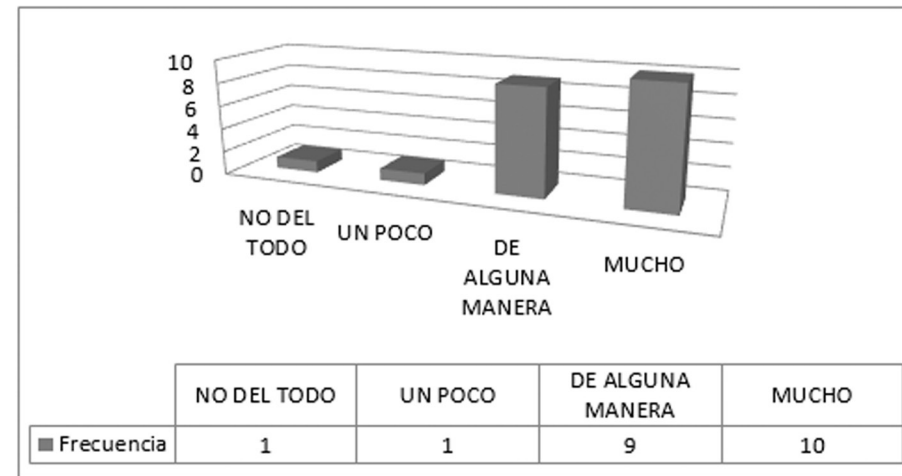 10
8
6
4
2
0
NO DEL
TODO
UN POCO
DE
ALGUNA
MANERA
MUCHO
NO DEL TODO UN POCO DE ALGUNA MANERA MUCHO
Frecuencia 1 1 9 10